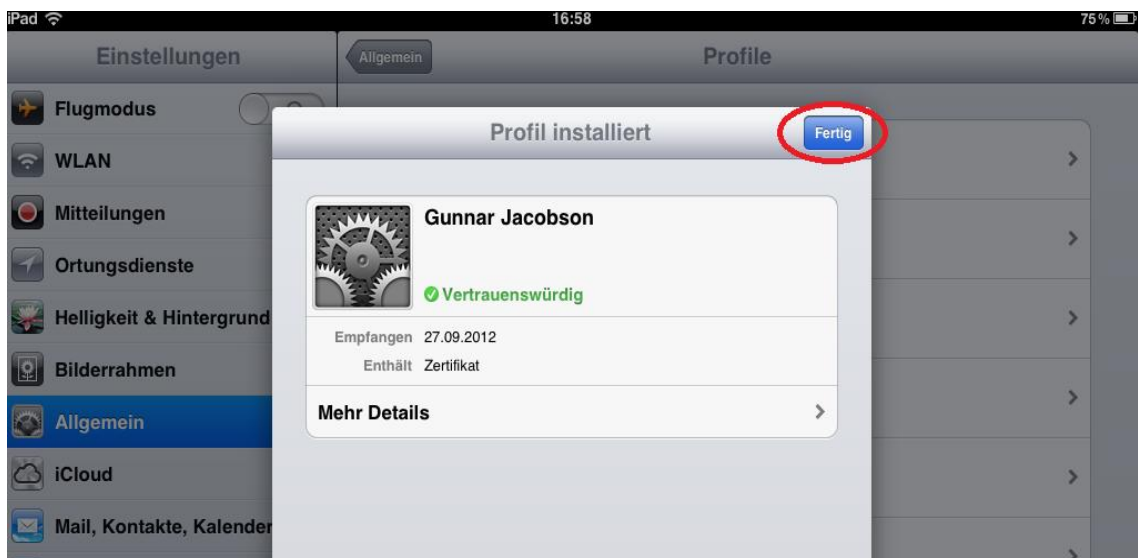 iPad 16:58 75%
Einstellungen
Allgemein
Profile
Flugmodus
WLAN
Mitteilungen
Ortungsdienste
Helligkeit & Hintergrund
Bilderrahmen
Allgemein
iCloud
Mail, Kontakte, Kalender
Profil installiert
Fertig
Gunnar Jacobson
Vertrauenswürdig
Empfangen 27.09.2012
Enthält Zertifikat
Mehr Details